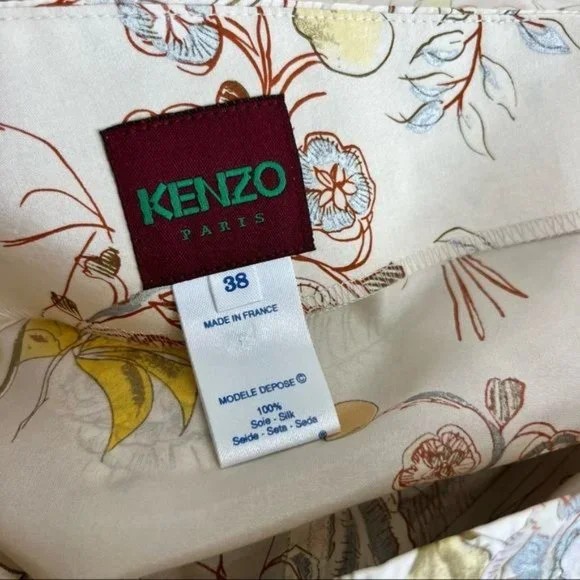 KENZO
PARIS
38
MADE IN FRANCE
MODELE DEPOSE ©
100%
Soie - Silk
Seide - Seta - Seda
®